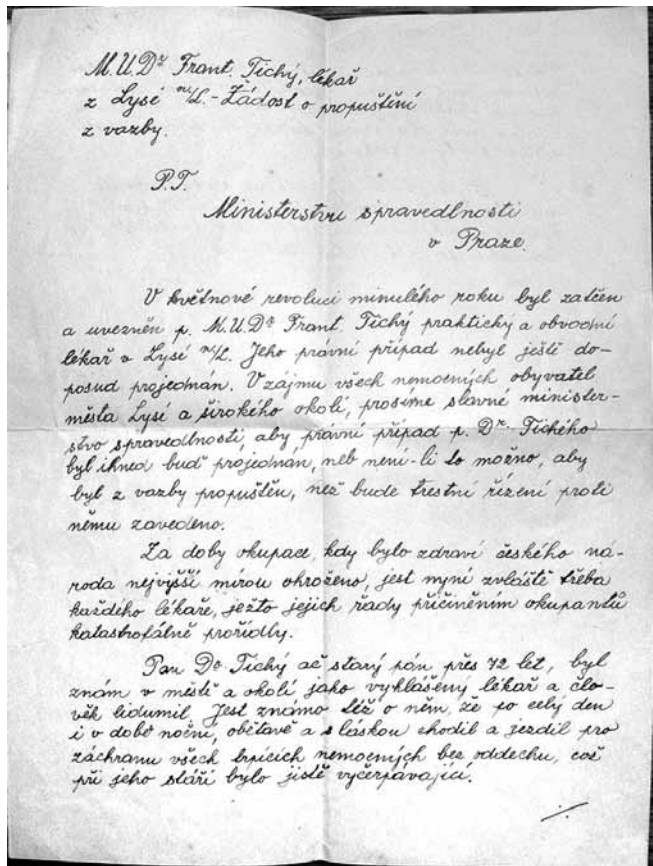 M.U.Dr Frant. Tichý, lékař
z Lysé n/L. - Žádost o propuštění
z vazby.
P.T.
Ministerstvu spravedlnosti
v Praze.
V květnové revoluci minulého roku byl zatčen
a uvezněn p. M.U.Dr Frant. Tichý praktický a obvodní
lékař v Lysé n/L. Jeho právní případ nebyl ještě do-
posud projednán. V zájmu všech nemocných obyvatel
města Lysé a širokého okolí, prosíme slavné minister-
stvo spravedlnosti, aby právní případ p. Dr. Tichého
byl ihned buď projednán, neb není-li to možno, aby
byl z vazby propuštěn, než bude trestní řízení proti
němu zavedeno.
Za doby okupace, kdy bylo zdraví českého ná-
roda nejvyšší mírou ohroženo, jest nyní zvláště třeba
každého lékaře, ježto jejich řady přičiněním okupantů
katastrofálně prořídly.
Pan Dr Tichý ač starý pán přes 72 let, byl
znám v městě a okolí jako vyhlášený lékař a člo-
věk lidumil. Jest známo též o něm, že po celý den
i v době noční, obětavě a s láskou chodil a jezdil pro
záchranu všech trpících nemocných bez oddechu, což
při jeho stáří bylo jistě vyčerpávající.
./.